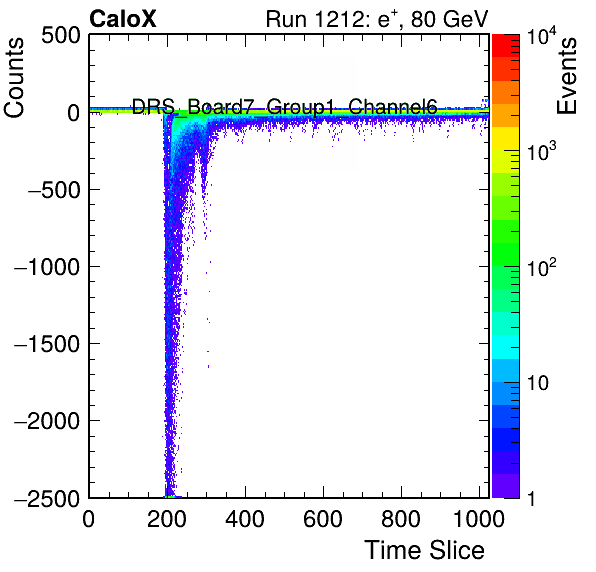 CaloX Run 1212: e+, 80 GeV
Counts
Events
DRS_Board7_Group1_Channel6
500
0
−500
−1000
−1500
−2000
−2500
0 200 400 600 800 1000
Time Slice
10^4
10^3
10^2
10
1